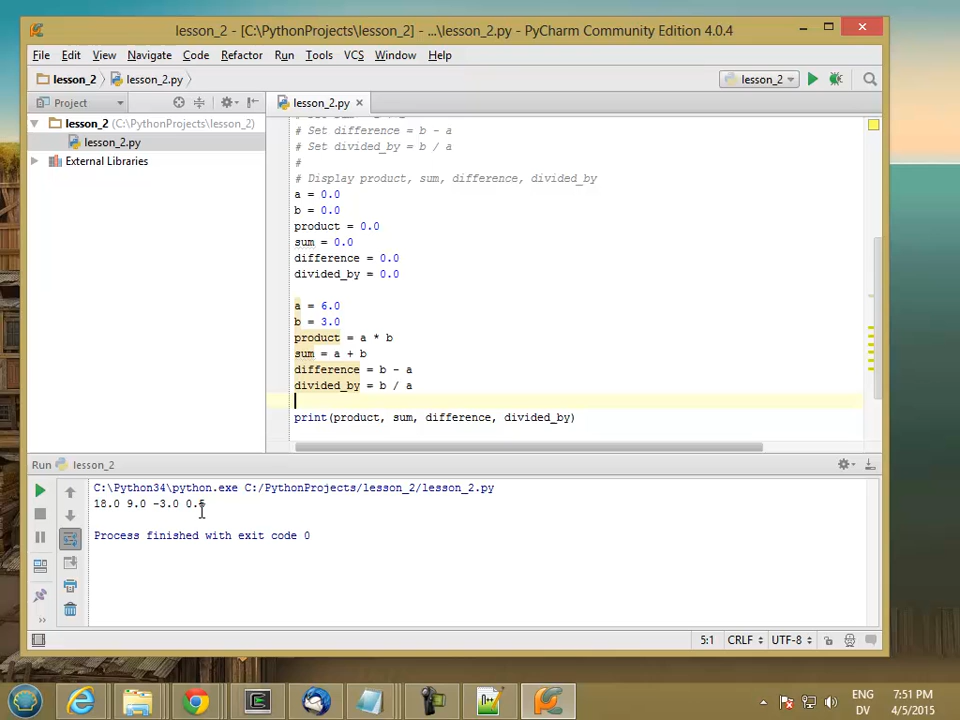 lesson_2 - [C:\PythonProjects\lesson_2] - ...\lesson_2.py - PyCharm Community Edition 4.0.4
File Edit View Navigate Code Refactor Run Tools VCS Window Help
lesson_2 lesson_2.py lesson_2
Project lesson_2.py
lesson_2 (C:\PythonProjects\lesson_2)
lesson_2.py
External Libraries
# Set difference = b - a
# Set divided_by = b / a
#
# Display product, sum, difference, divided_by
a = 0.0
b = 0.0
product = 0.0
sum = 0.0
difference = 0.0
divided_by = 0.0
a = 6.0
b = 3.0
product = a * b
sum = a + b
difference = b - a
divided_by = b / a
print(product, sum, difference, divided_by)
Run lesson_2
C:\Python34\python.exe C:/PythonProjects/lesson_2/lesson_2.py
18.0 9.0 -3.0 0.5
Process finished with exit code 0
5:1 CRLF UTF-8
ENG 7:51 PM
DV 4/5/2015